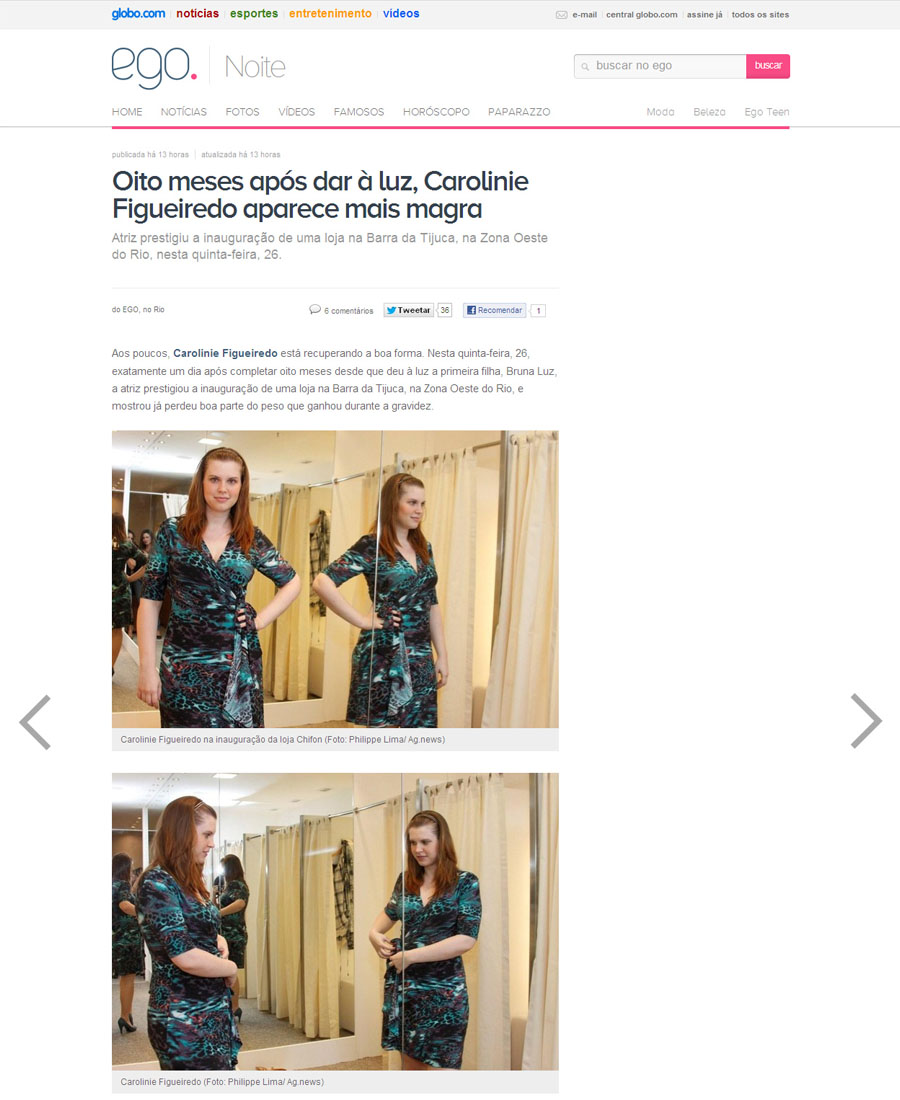 globo.com notícias esportes entretenimento vídeos e-mail central globo.com assine já todos os sites
ego. Noite buscar no ego buscar
HOME NOTÍCIAS FOTOS VÍDEOS FAMOSOS HORÓSCOPO PAPARAZZO Moda Beleza Ego Teen
publicada há 13 horas atualizada há 13 horas
Oito meses após dar à luz, Carolinie
Figueiredo aparece mais magra
Atriz prestigiu a inauguração de uma loja na Barra da Tijuca, na Zona Oeste
do Rio, nesta quinta-feira, 26.
do EGO, no Rio 6 comentários Tweetar 36 Recomendar 1
Aos poucos, Carolinie Figueiredo está recuperando a boa forma. Nesta quinta-feira, 26,
exatamente um dia após completar oito meses desde que deu à luz a primeira filha, Bruna Luz,
a atriz prestigiou a inauguração de uma loja na Barra da Tijuca, na Zona Oeste do Rio, e
mostrou já perdeu boa parte do peso que ganhou durante a gravidez.
Carolinie Figueiredo na inauguração da loja Chifon (Foto: Philippe Lima/ Ag.news)
Carolinie Figueiredo (Foto: Philippe Lima/ Ag.news)